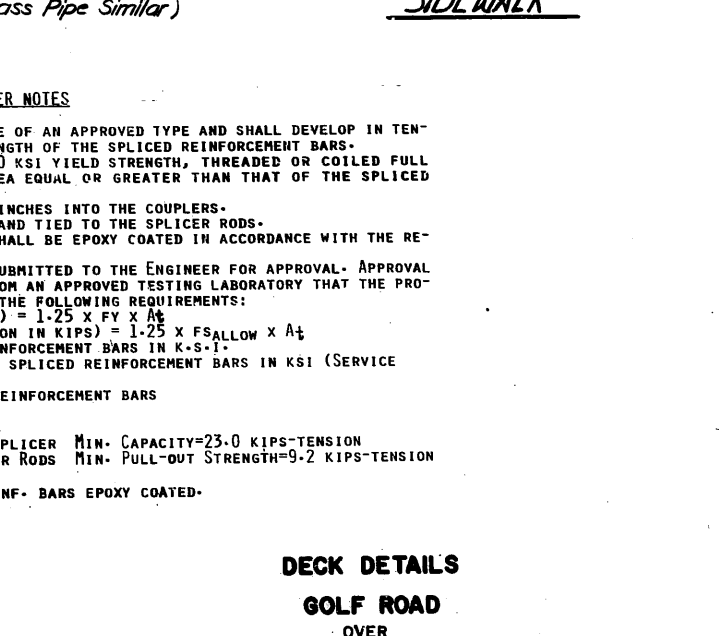 ass Pipe Similar)
SIDEWALK
ER NOTES
E OF AN APPROVED TYPE AND SHALL DEVELOP IN TEN-
NGTH OF THE SPLICED REINFORCEMENT BARS.
0 KSI YIELD STRENGTH, THREADED OR COILED FULL
EA EQUAL OR GREATER THAN THAT OF THE SPLICED
INCHES INTO THE COUPLERS.
AND TIED TO THE SPLICER RODS.
HALL BE EPOXY COATED IN ACCORDANCE WITH THE RE-
UBMITTED TO THE ENGINEER FOR APPROVAL. APPROVAL
OM AN APPROVED TESTING LABORATORY THAT THE PRO-
THE FOLLOWING REQUIREMENTS:
) = 1.25 X FY X At
ON IN KIPS) = 1.25 X FSALLOW X At
NFORCEMENT BARS IN K.S.I.
SPLICED REINFORCEMENT BARS IN KSI (SERVICE
EINFORCEMENT BARS
PLICER MIN. CAPACITY=23.0 KIPS-TENSION
R RODS MIN. PULL-OUT STRENGTH=9.2 KIPS-TENSION
NF. BARS EPOXY COATED.
DECK DETAILS
GOLF ROAD
OVER